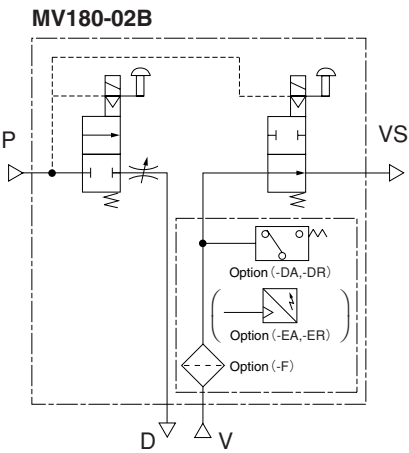 MV180-02B
P
VS
Option (-DA,-DR)
Option (-EA,-ER)
Option (-F)
D
V